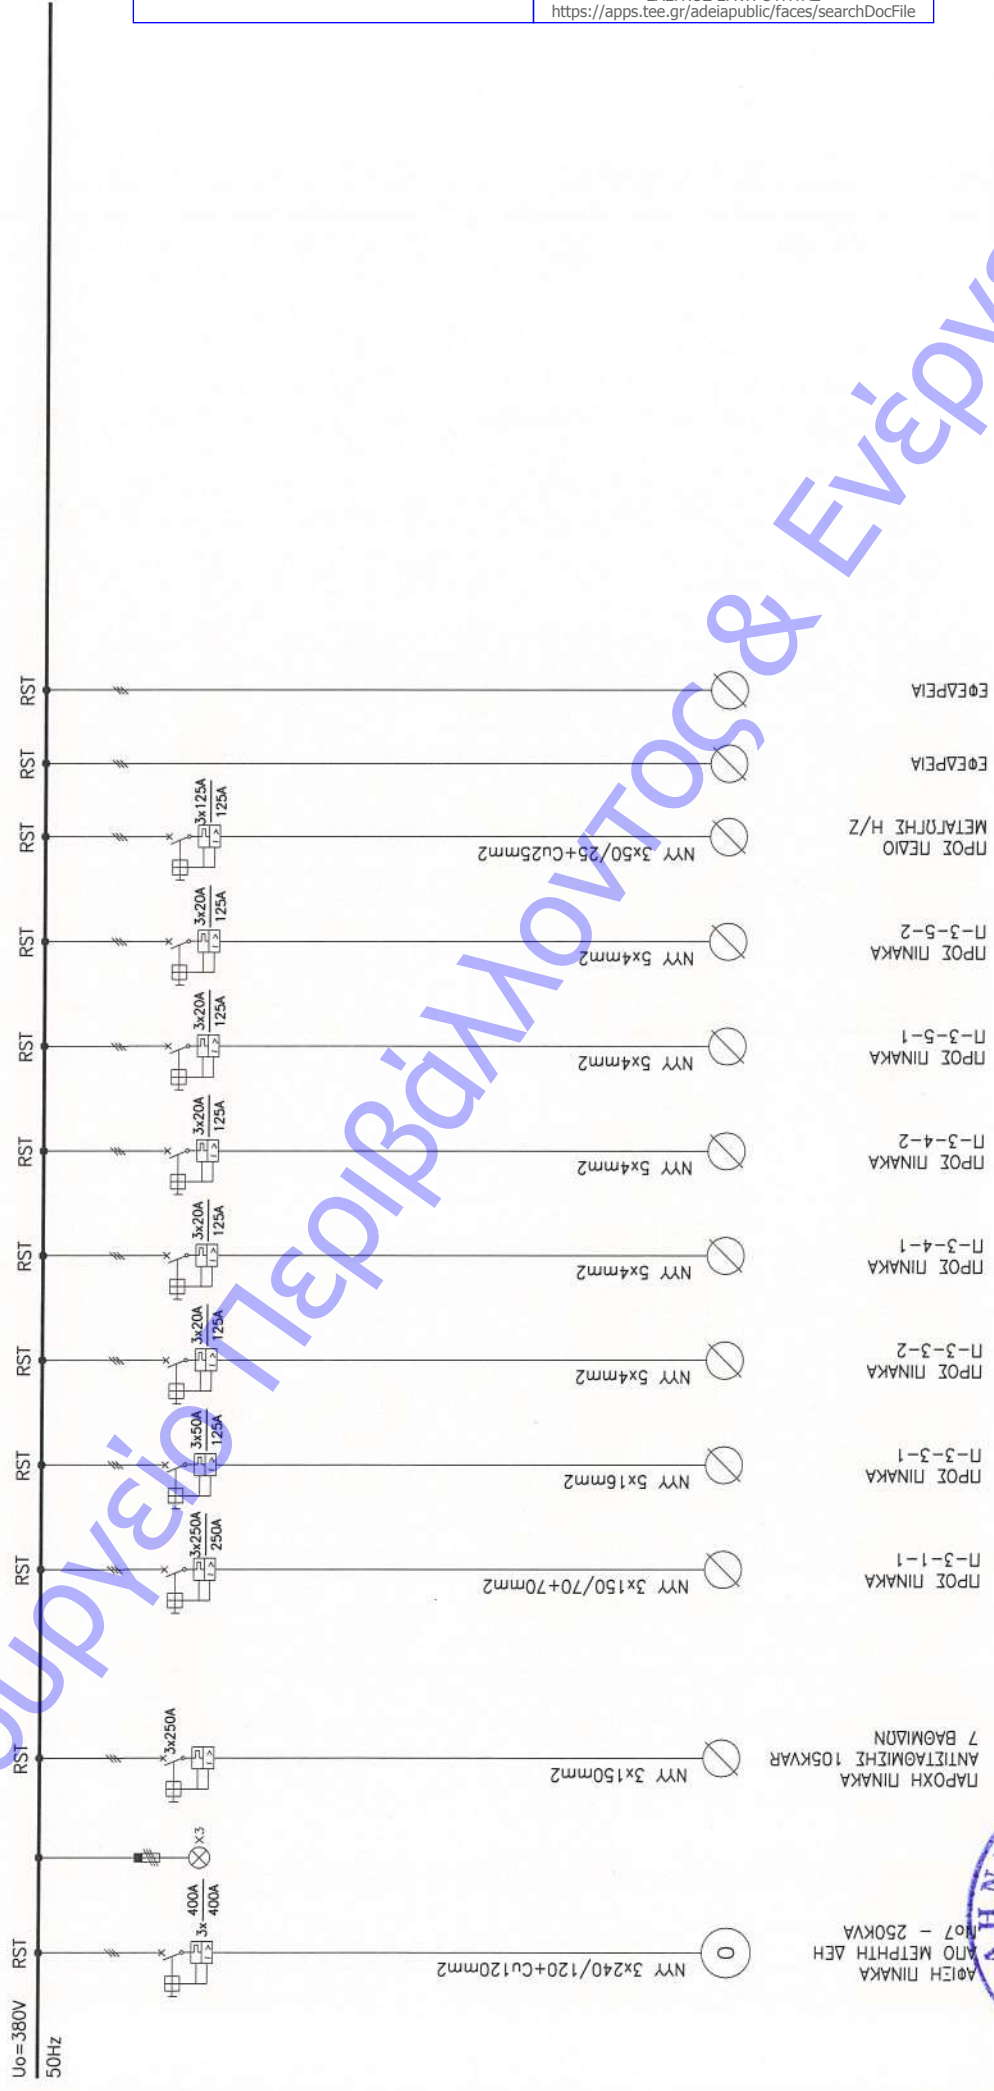 https://apps.tee.gr/adeiapublic/faces/searchDocFile
Uo=380V
50Hz
RST
3x 400A
400A
NYY 3x240/120+Cu120mm2
ΑΦΙΞΗ ΠΙΝΑΚΑ
ΑΠΟ ΜΕΤΡΗΤΗ ΔΕΗ
No7 - 250KVA
O
X3
RST
3x250A
NYY 3x150mm2
ΠΑΡΟΧΗ ΠΙΝΑΚΑ
ΑΝΤΙΣΤΑΘΜΙΣΗΣ 105KVAR
7 ΒΑΘΜΙΔΩΝ
RST
3x250A
250A
NYY 3x150/70+70mm2
ΠΡΟΣ ΠΙΝΑΚΑ
Π-3-1-1
RST
3x50A
125A
NYY 5x16mm2
ΠΡΟΣ ΠΙΝΑΚΑ
Π-3-3-1
RST
3x20A
125A
NYY 5x4mm2
ΠΡΟΣ ΠΙΝΑΚΑ
Π-3-3-2
RST
3x20A
125A
NYY 5x4mm2
ΠΡΟΣ ΠΙΝΑΚΑ
Π-3-4-1
RST
3x20A
125A
NYY 5x4mm2
ΠΡΟΣ ΠΙΝΑΚΑ
Π-3-4-2
RST
3x20A
125A
NYY 5x4mm2
ΠΡΟΣ ΠΙΝΑΚΑ
Π-3-5-1
RST
3x20A
125A
NYY 5x4mm2
ΠΡΟΣ ΠΙΝΑΚΑ
Π-3-5-2
RST
3x125A
125A
NYY 3x50/25+Cu25mm2
ΠΡΟΣ ΠΕΔΙΟ
ΜΕΤΑΓΩΓΗΣ Η/Ζ
RST
ΕΦΕΔΡΕΙΑ
RST
ΕΦΕΔΡΕΙΑ
Περιβάλλοντος &